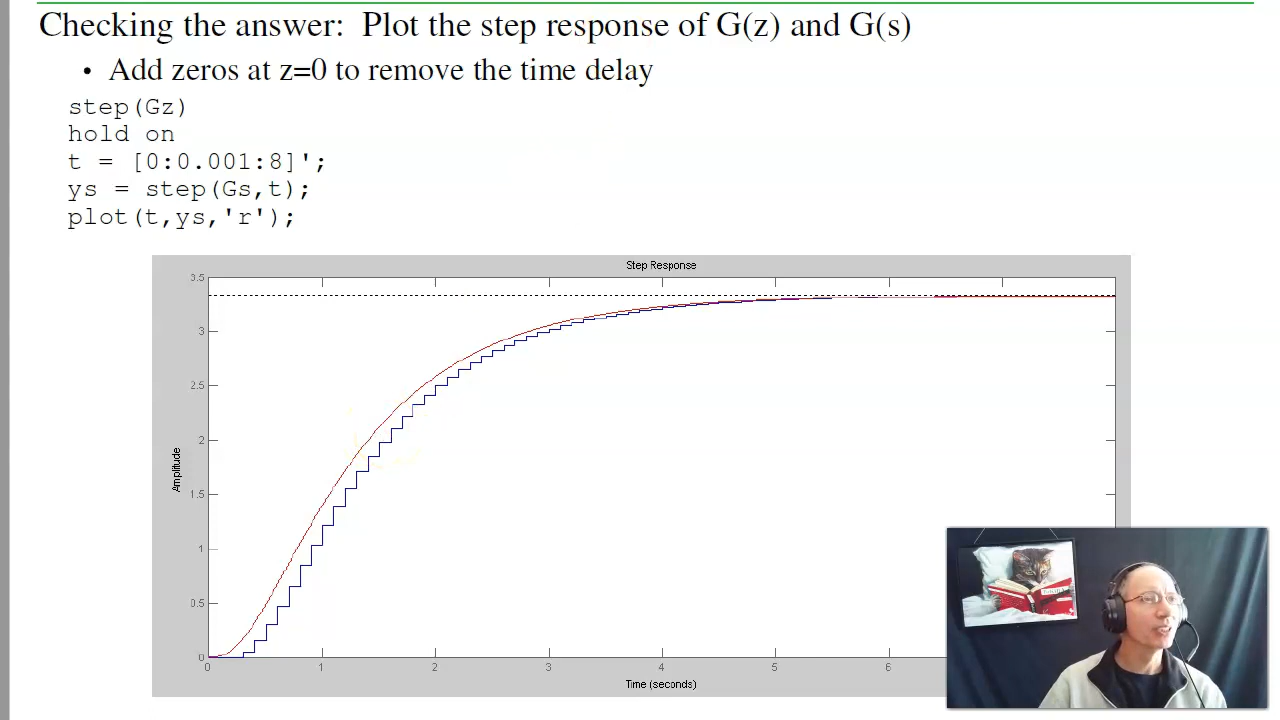 Checking the answer: Plot the step response of G(z) and G(s)
• Add zeros at z=0 to remove the time delay
step(Gz)
hold on
t = [0:0.001:8]';
ys = step(Gs,t);
plot(t,ys,'r');
Step Response
3.5
3
2.5
2
1.5
1
0.5
0
Amplitude
0 1 2 3 4 5 6
Time (seconds)